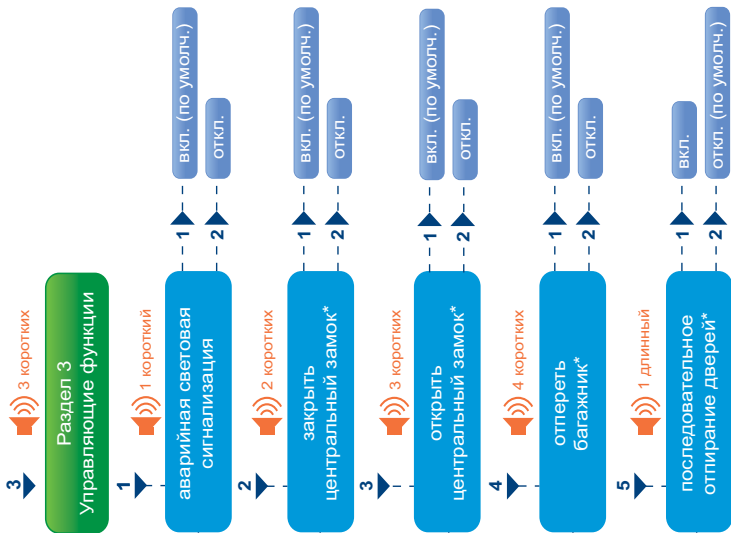 3
3 коротких
Раздел 3
Управляющие функции
1
1 короткий
аварийная световая
сигнализация
1
вкл. (по умолч.)
2
откл.
2
2 коротких
закрыть
центральный замок*
1
вкл. (по умолч.)
2
откл.
3
3 коротких
открыть
центральный замок*
1
вкл. (по умолч.)
2
откл.
4
4 коротких
отпереть
багажник*
1
вкл. (по умолч.)
2
откл.
5
1 длинный
последовательное
отпирание дверей*
1
вкл.
2
откл. (по умолч.)